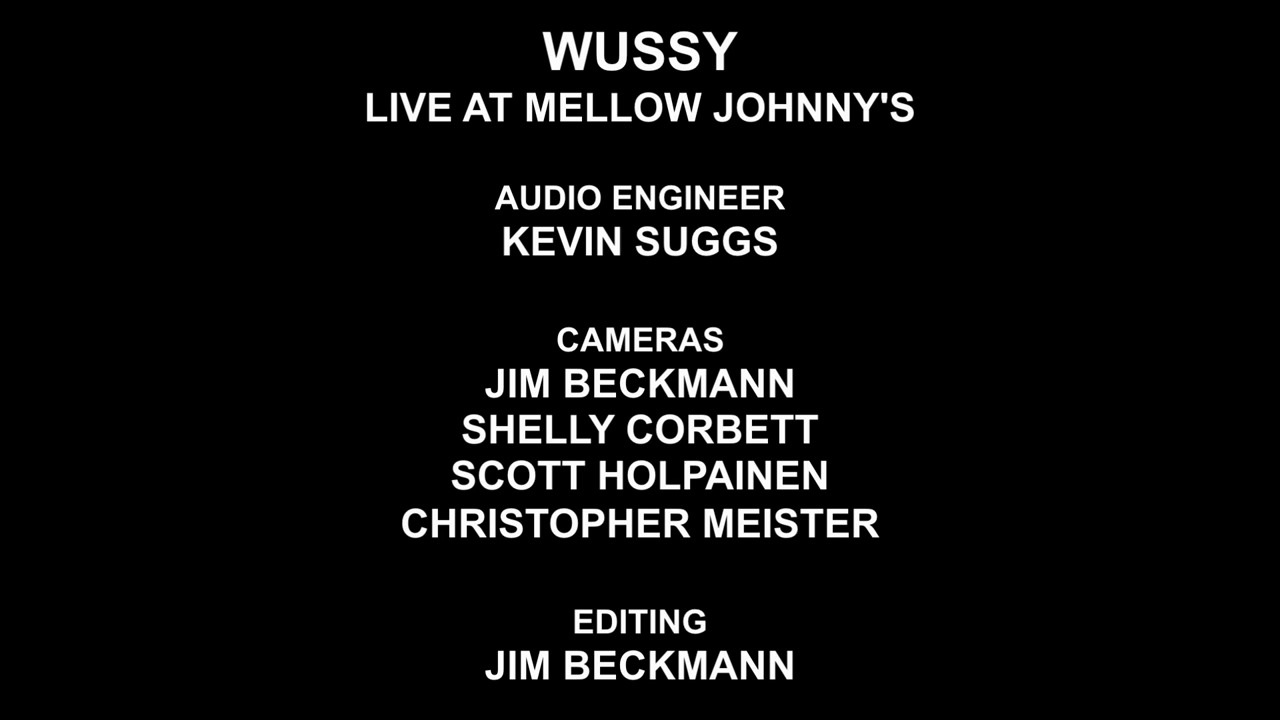 WUSSY
LIVE AT MELLOW JOHNNY'S
AUDIO ENGINEER
KEVIN SUGGS
CAMERAS
JIM BECKMANN
SHELLY CORBETT
SCOTT HOLPAINEN
CHRISTOPHER MEISTER
EDITING
JIM BECKMANN